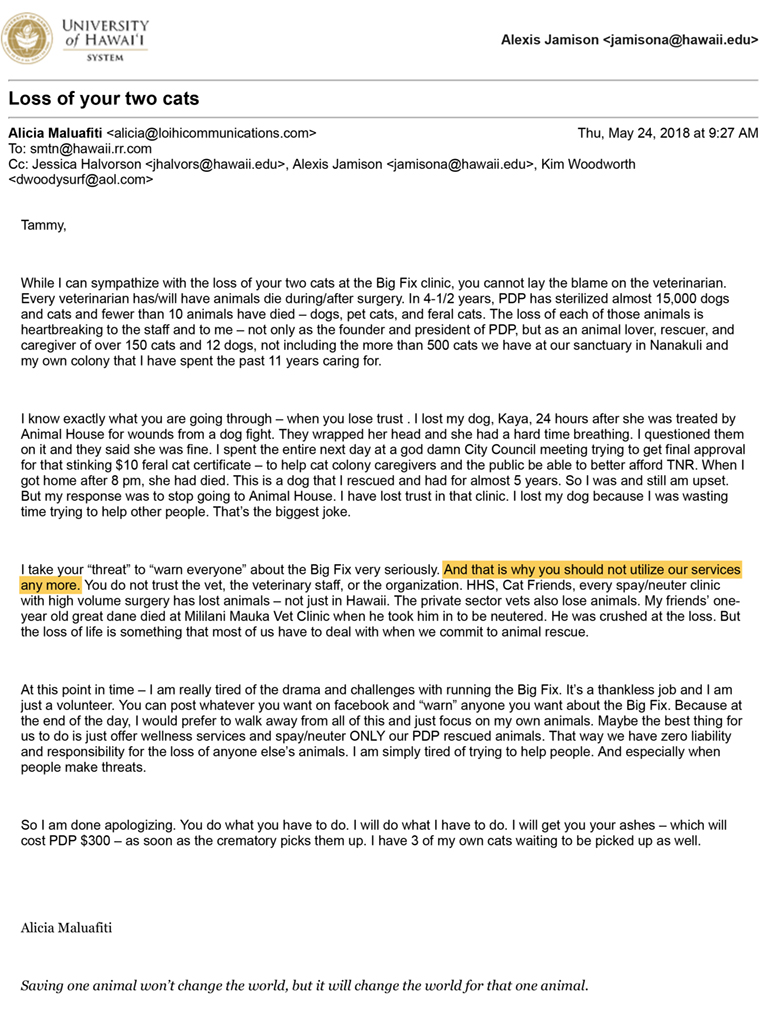 UNIVERSITY
of HAWAI'I
SYSTEM
Alexis Jamison <jamisona@hawaii.edu>
Loss of your two cats
Alicia Maluafiti <alicia@loihicommunications.com> Thu, May 24, 2018 at 9:27 AM
To: smtn@hawaii.rr.com
Cc: Jessica Halvorson <jhalvors@hawaii.edu>, Alexis Jamison <jamisona@hawaii.edu>, Kim Woodworth
<dwoodysurf@aol.com>
Tammy,
While I can sympathize with the loss of your two cats at the Big Fix clinic, you cannot lay the blame on the veterinarian.
Every veterinarian has/will have animals die during/after surgery. In 4-1/2 years, PDP has sterilized almost 15,000 dogs
and cats and fewer than 10 animals have died – dogs, pet cats, and feral cats. The loss of each of those animals is
heartbreaking to the staff and to me – not only as the founder and president of PDP, but as an animal lover, rescuer, and
caregiver of over 150 cats and 12 dogs, not including the more than 500 cats we have at our sanctuary in Nanakuli and
my own colony that I have spent the past 11 years caring for.
I know exactly what you are going through – when you lose trust . I lost my dog, Kaya, 24 hours after she was treated by
Animal House for wounds from a dog fight. They wrapped her head and she had a hard time breathing. I questioned them
on it and they said she was fine. I spent the entire next day at a god damn City Council meeting trying to get final approval
for that stinking $10 feral cat certificate – to help cat colony caregivers and the public be able to better afford TNR. When I
got home after 8 pm, she had died. This is a dog that I rescued and had for almost 5 years. So I was and still am upset.
But my response was to stop going to Animal House. I have lost trust in that clinic. I lost my dog because I was wasting
time trying to help other people. That’s the biggest joke.
I take your “threat” to “warn everyone” about the Big Fix very seriously. And that is why you should not utilize our services
any more. You do not trust the vet, the veterinary staff, or the organization. HHS, Cat Friends, every spay/neuter clinic
with high volume surgery has lost animals – not just in Hawaii. The private sector vets also lose animals. My friends’ one-
year old great dane died at Mililani Mauka Vet Clinic when he took him in to be neutered. He was crushed at the loss. But
the loss of life is something that most of us have to deal with when we commit to animal rescue.
At this point in time – I am really tired of the drama and challenges with running the Big Fix. It’s a thankless job and I am
just a volunteer. You can post whatever you want on facebook and “warn” anyone you want about the Big Fix. Because at
the end of the day, I would prefer to walk away from all of this and just focus on my own animals. Maybe the best thing for
us to do is just offer wellness services and spay/neuter ONLY our PDP rescued animals. That way we have zero liability
and responsibility for the loss of anyone else’s animals. I am simply tired of trying to help people. And especially when
people make threats.
So I am done apologizing. You do what you have to do. I will do what I have to do. I will get you your ashes – which will
cost PDP $300 – as soon as the crematory picks them up. I have 3 of my own cats waiting to be picked up as well.
Alicia Maluafiti
Saving one animal won’t change the world, but it will change the world for that one animal.